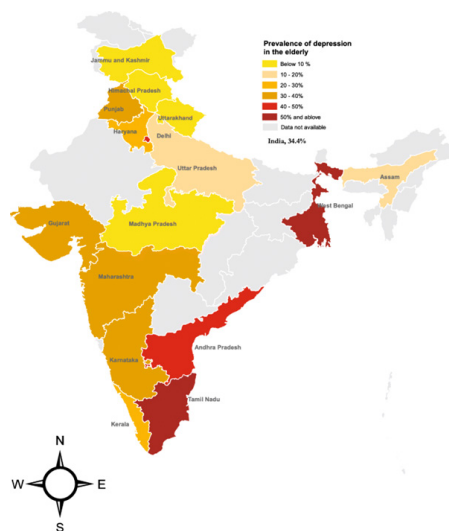 Prevalence of depression in
the elderly
Below 10 %
10 - 20%
20 - 30%
30 - 40%
40 - 50%
50% and above
Data not available
India, 34.4%
Jammu and Kashmir
Himachal Pradesh
Punjab
Uttarakhand
Haryana
Delhi
Uttar Pradesh
Assam
West Bengal
Gujarat
Madhya Pradesh
Maharashtra
Andhra Pradesh
Karnataka
Tamil Nadu
Kerala
N
W E
S